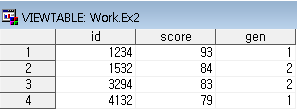 VIEWTABLE: Work.Ex2
id score gen
1 1234 93 1
2 1532 84 2
3 3294 83 2
4 4132 79 1